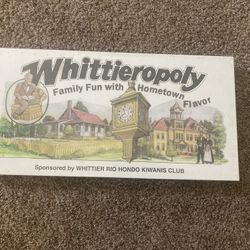 Whittieropoly
Family Fun with Hometown Flavor
Sponsored by WHITTIER RIO HONDO KIWANIS CLUB